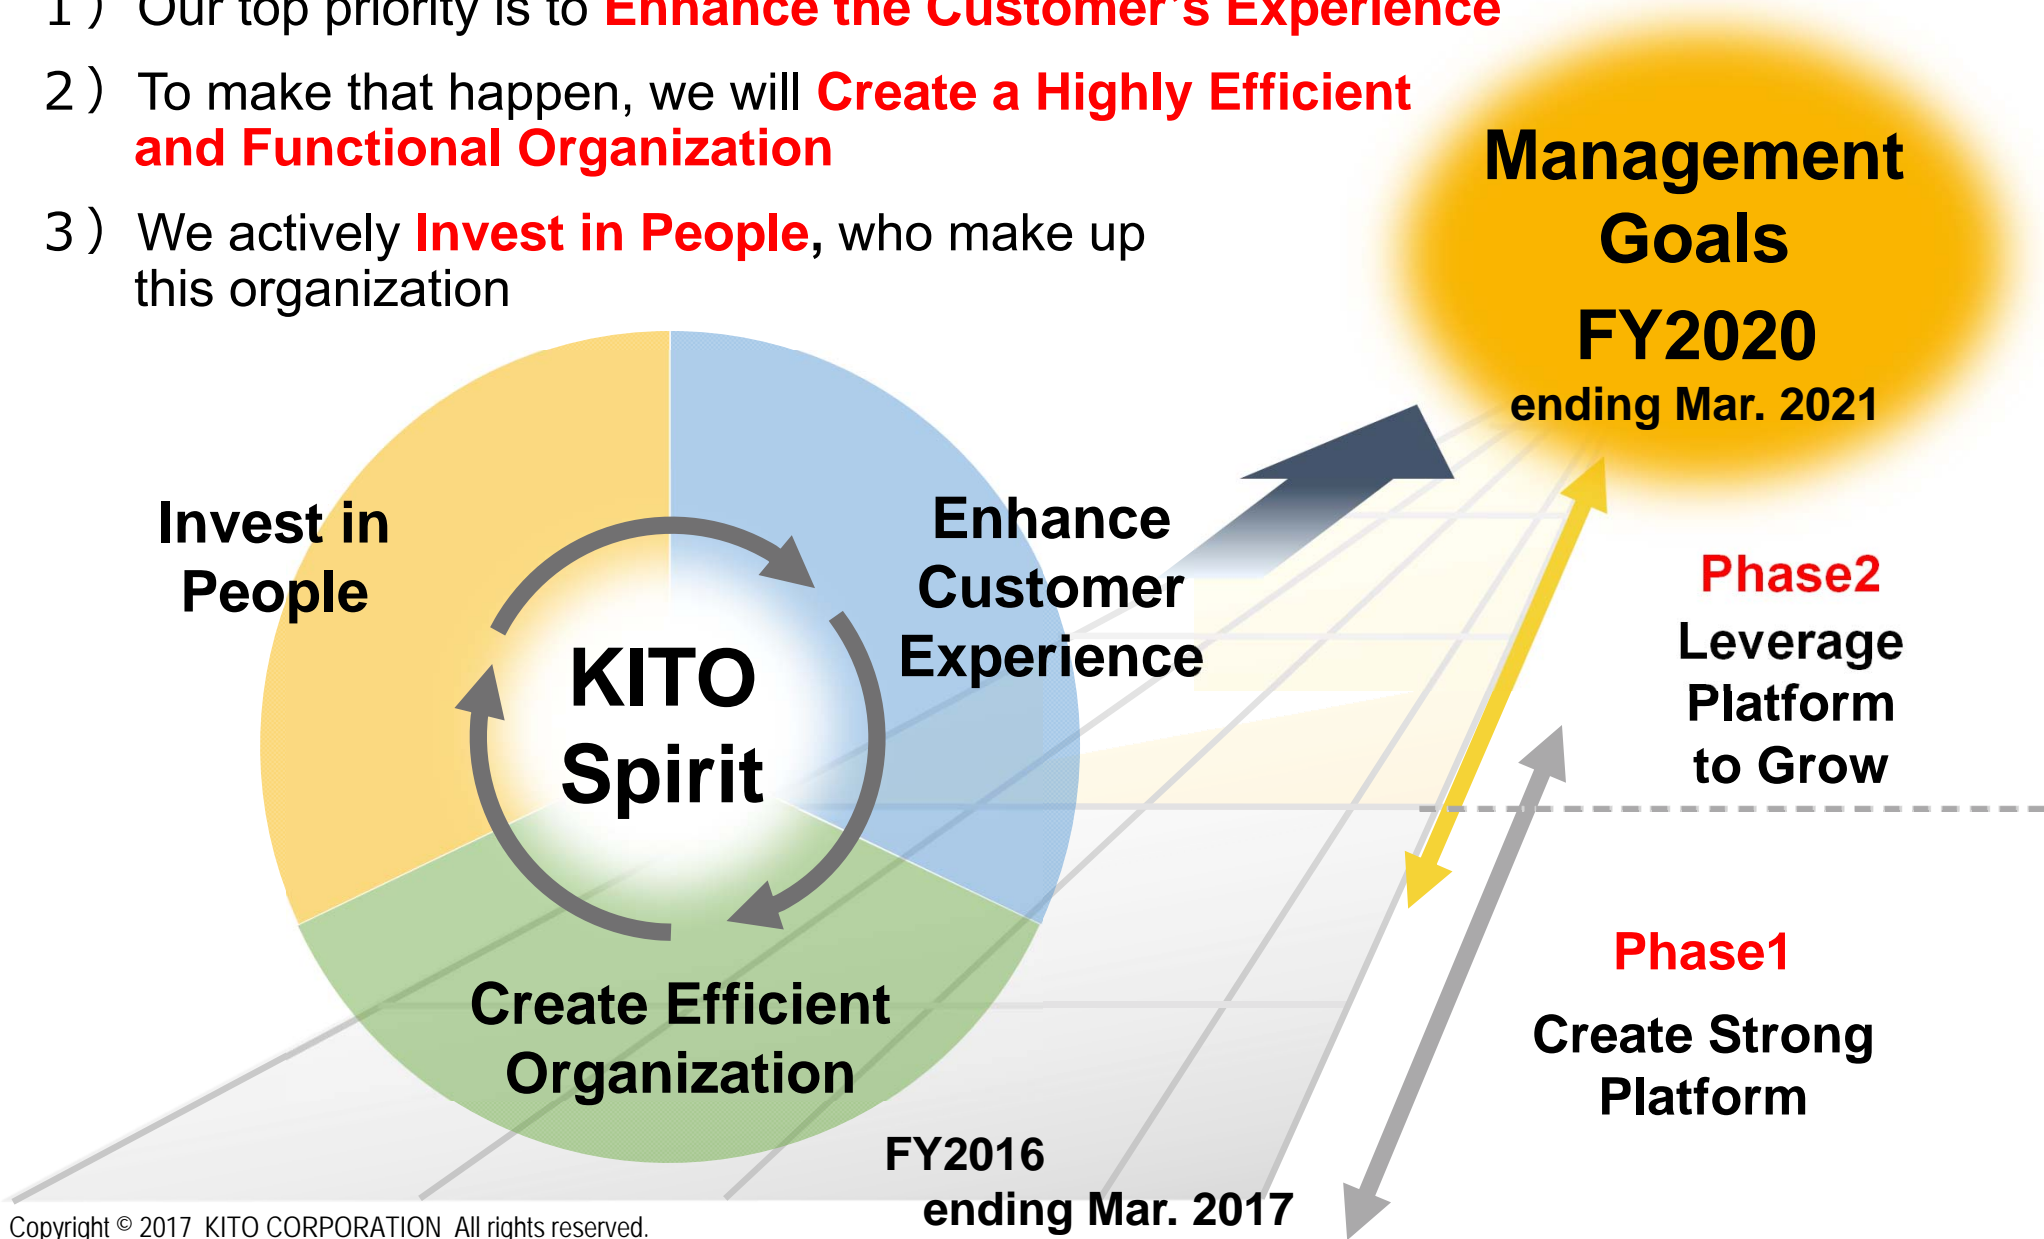 1）Our top priority is to Enhance the Customer's Experience
2）To make that happen, we will Create a Highly Efficient
and Functional Organization
3）We actively Invest in People, who make up
this organization
Management
Goals
FY2020
ending Mar. 2021
Invest in
People
Enhance
Customer
Experience
KITO
Spirit
Create Efficient
Organization
Phase2
Leverage
Platform
to Grow
Phase1
Create Strong
Platform
FY2016
ending Mar. 2017
Copyright © 2017 KITO CORPORATION All rights reserved.